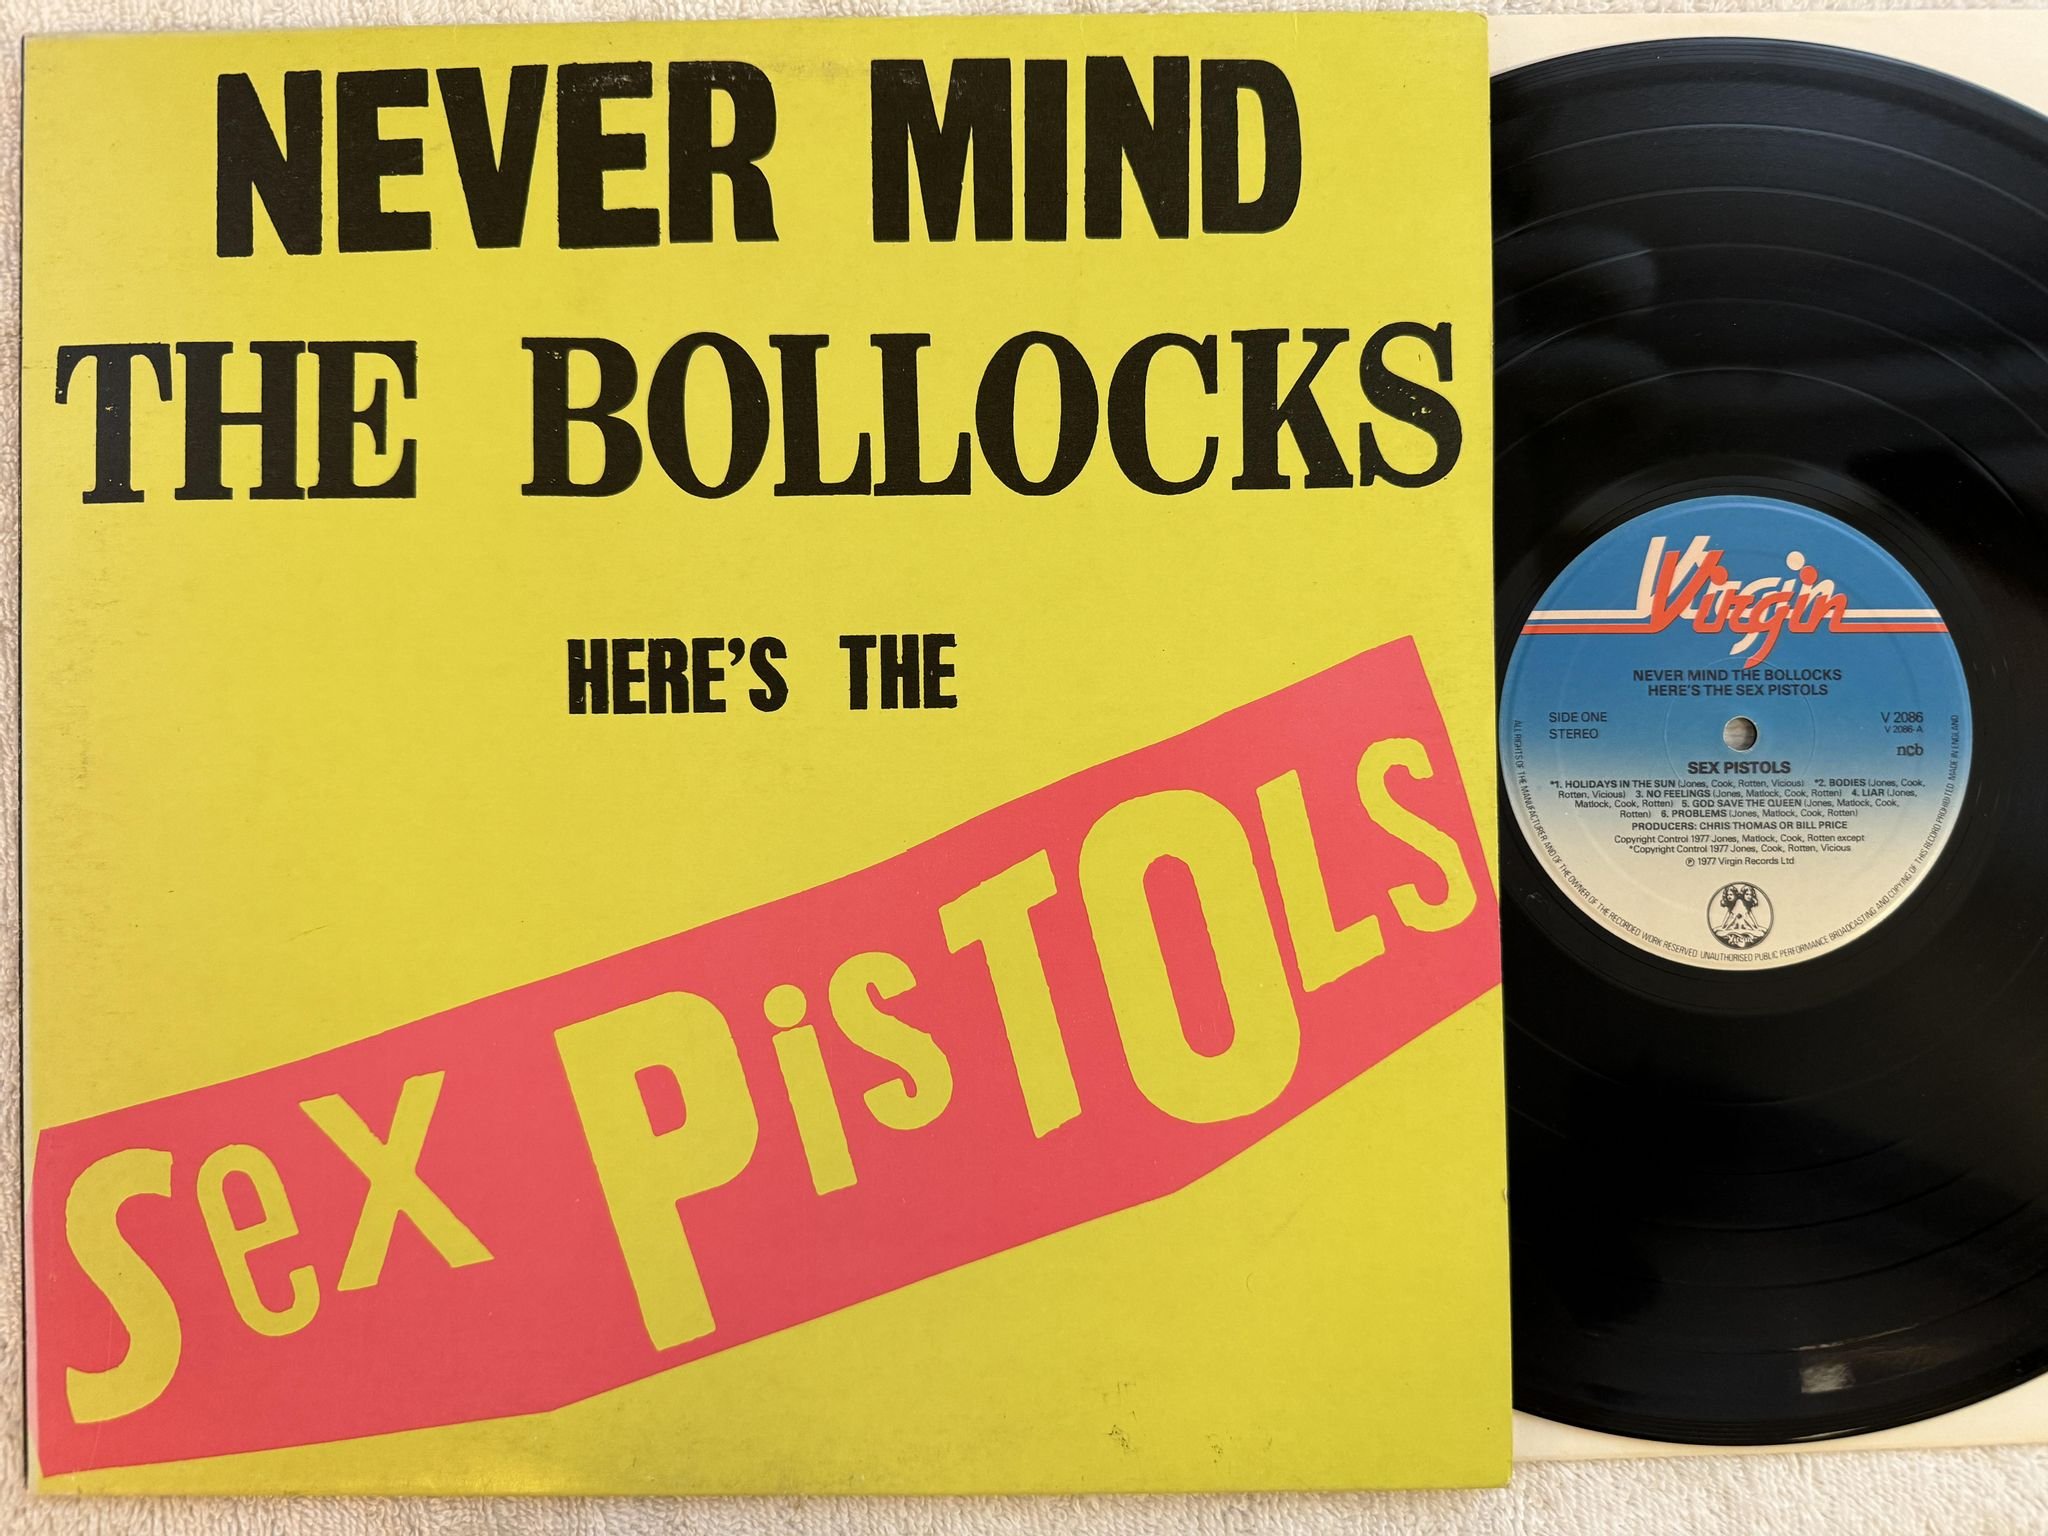 NEVER MIND
THE BOLLOCKS
HERE'S THE
Sex PiSTOLS
Virgin
NEVER MIND THE BOLLOCKS
HERE'S THE SEX PISTOLS
SIDE ONE
STEREO
V 2086
V 2086-A
ncb
SEX PISTOLS
*1. HOLIDAYS IN THE SUN (Jones, Cook, Rotten, Vicious) *2. BODIES (Jones, Cook,
Rotten, Vicious) 3. NO FEELINGS (Jones, Matlock, Cook, Rotten) 4. LIAR (Jones,
Matlock, Cook, Rotten) 5. GOD SAVE THE QUEEN (Jones, Matlock, Cook,
Rotten) 6. PROBLEMS (Jones, Matlock, Cook, Rotten)
PRODUCERS: CHRIS THOMAS OR BILL PRICE
Copyright Control 1977 Jones, Matlock, Cook, Rotten except
*Copyright Control 1977 Jones, Cook, Rotten, Vicious
℗ 1977 Virgin Records Ltd
Virgin
ALL RIGHTS OF THE MANUFACTURER AND OF THE OWNER OF THE RECORDED WORK RESERVED UNAUTHORISED PUBLIC PERFORMANCE BROADCASTING AND COPYING OF THIS RECORD PROHIBITED MADE IN ENGLAND